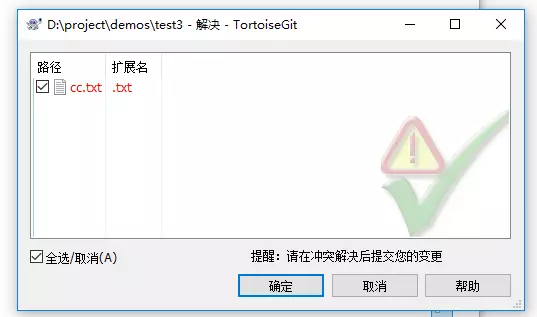 D:\project\demos\test3 - 解决 - TortoiseGit
路径 扩展名
cc.txt .txt
全选/取消(A)
提醒：请在冲突解决后提交您的变更
确定 取消 帮助